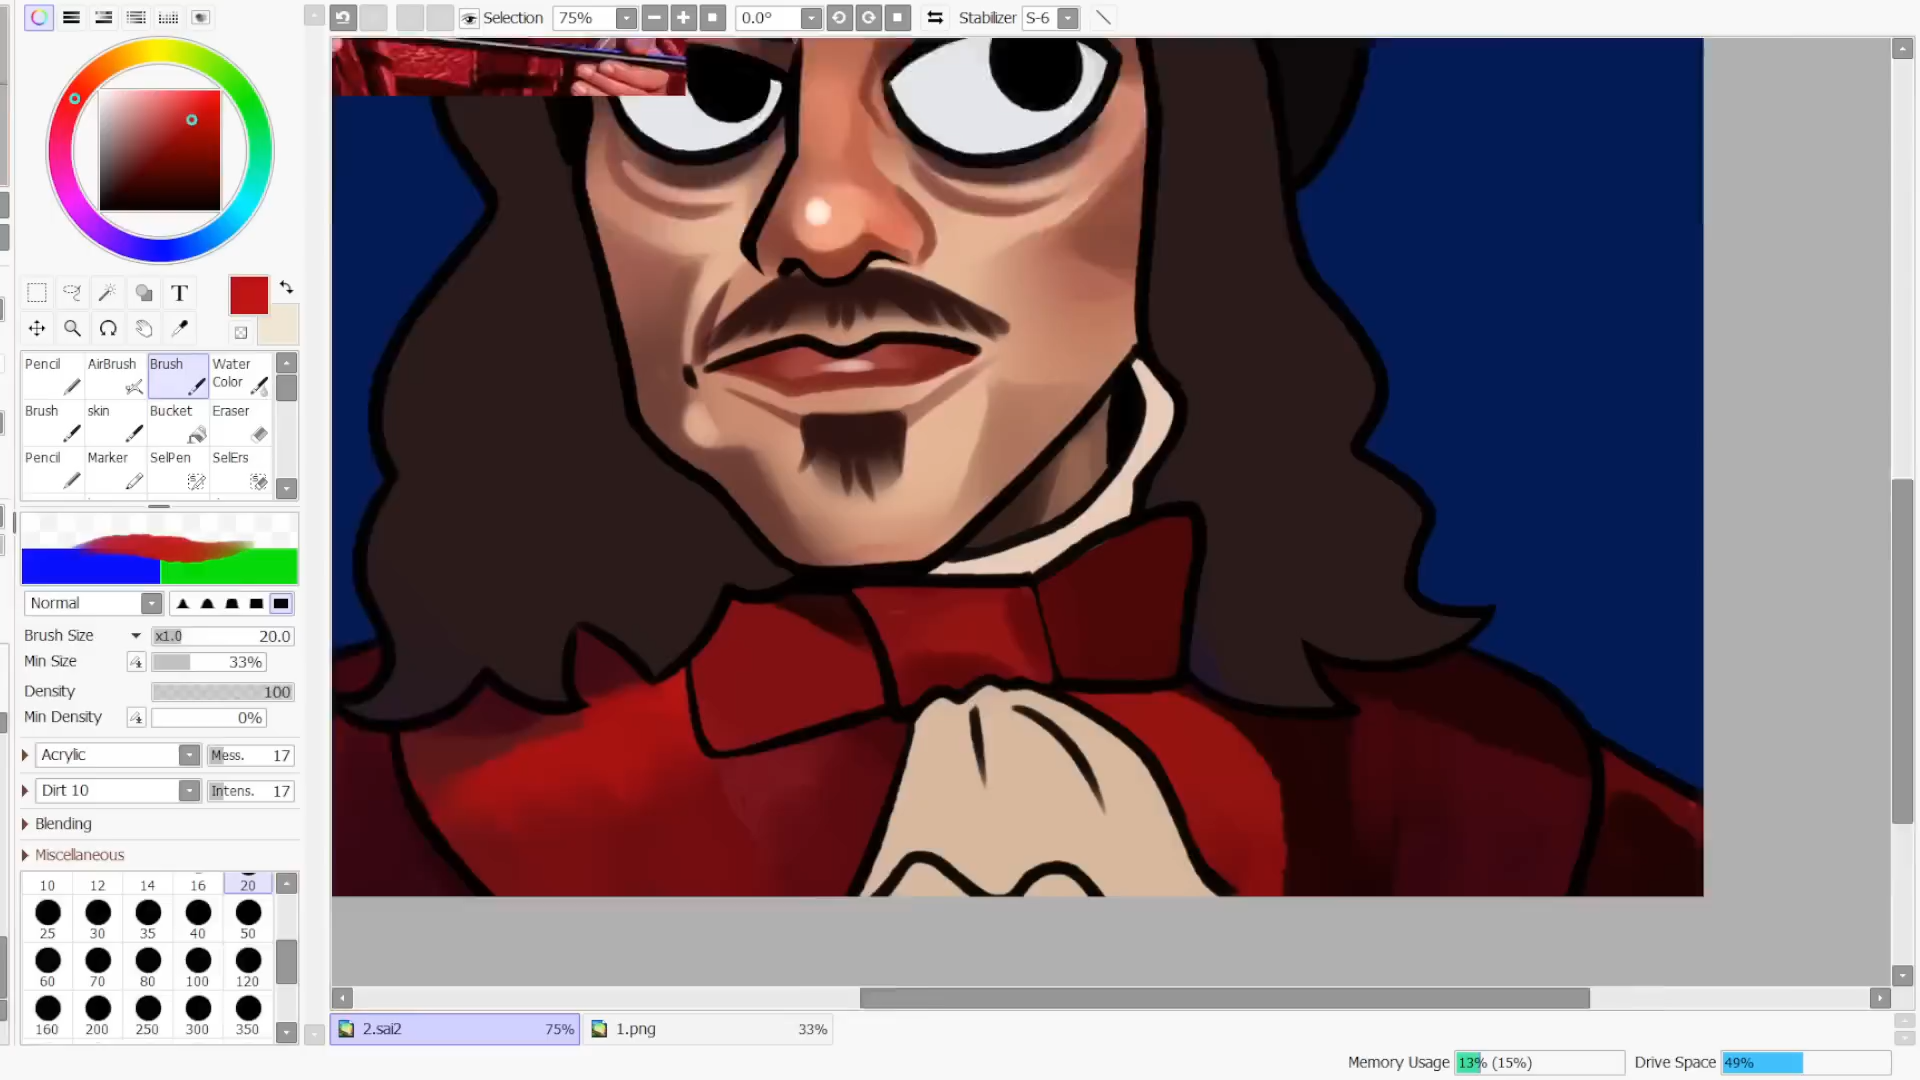 Selection 75% 0.0° Stabilizer S-6
T
Pencil AirBrush Brush Water Color
Brush skin Bucket Eraser
Pencil Marker SelPen SelErs
Normal
Brush Size x1.0 20.0
Min Size 33%
Density 100
Min Density 0%
Acrylic Mess. 17
Dirt 10 Intens. 17
Blending
Miscellaneous
10 12 14 16 20
25 30 35 40 50
60 70 80 100 120
160 200 250 300 350
2.sai2 75% 1.png 33%
Memory Usage 13% (15%) Drive Space 49%